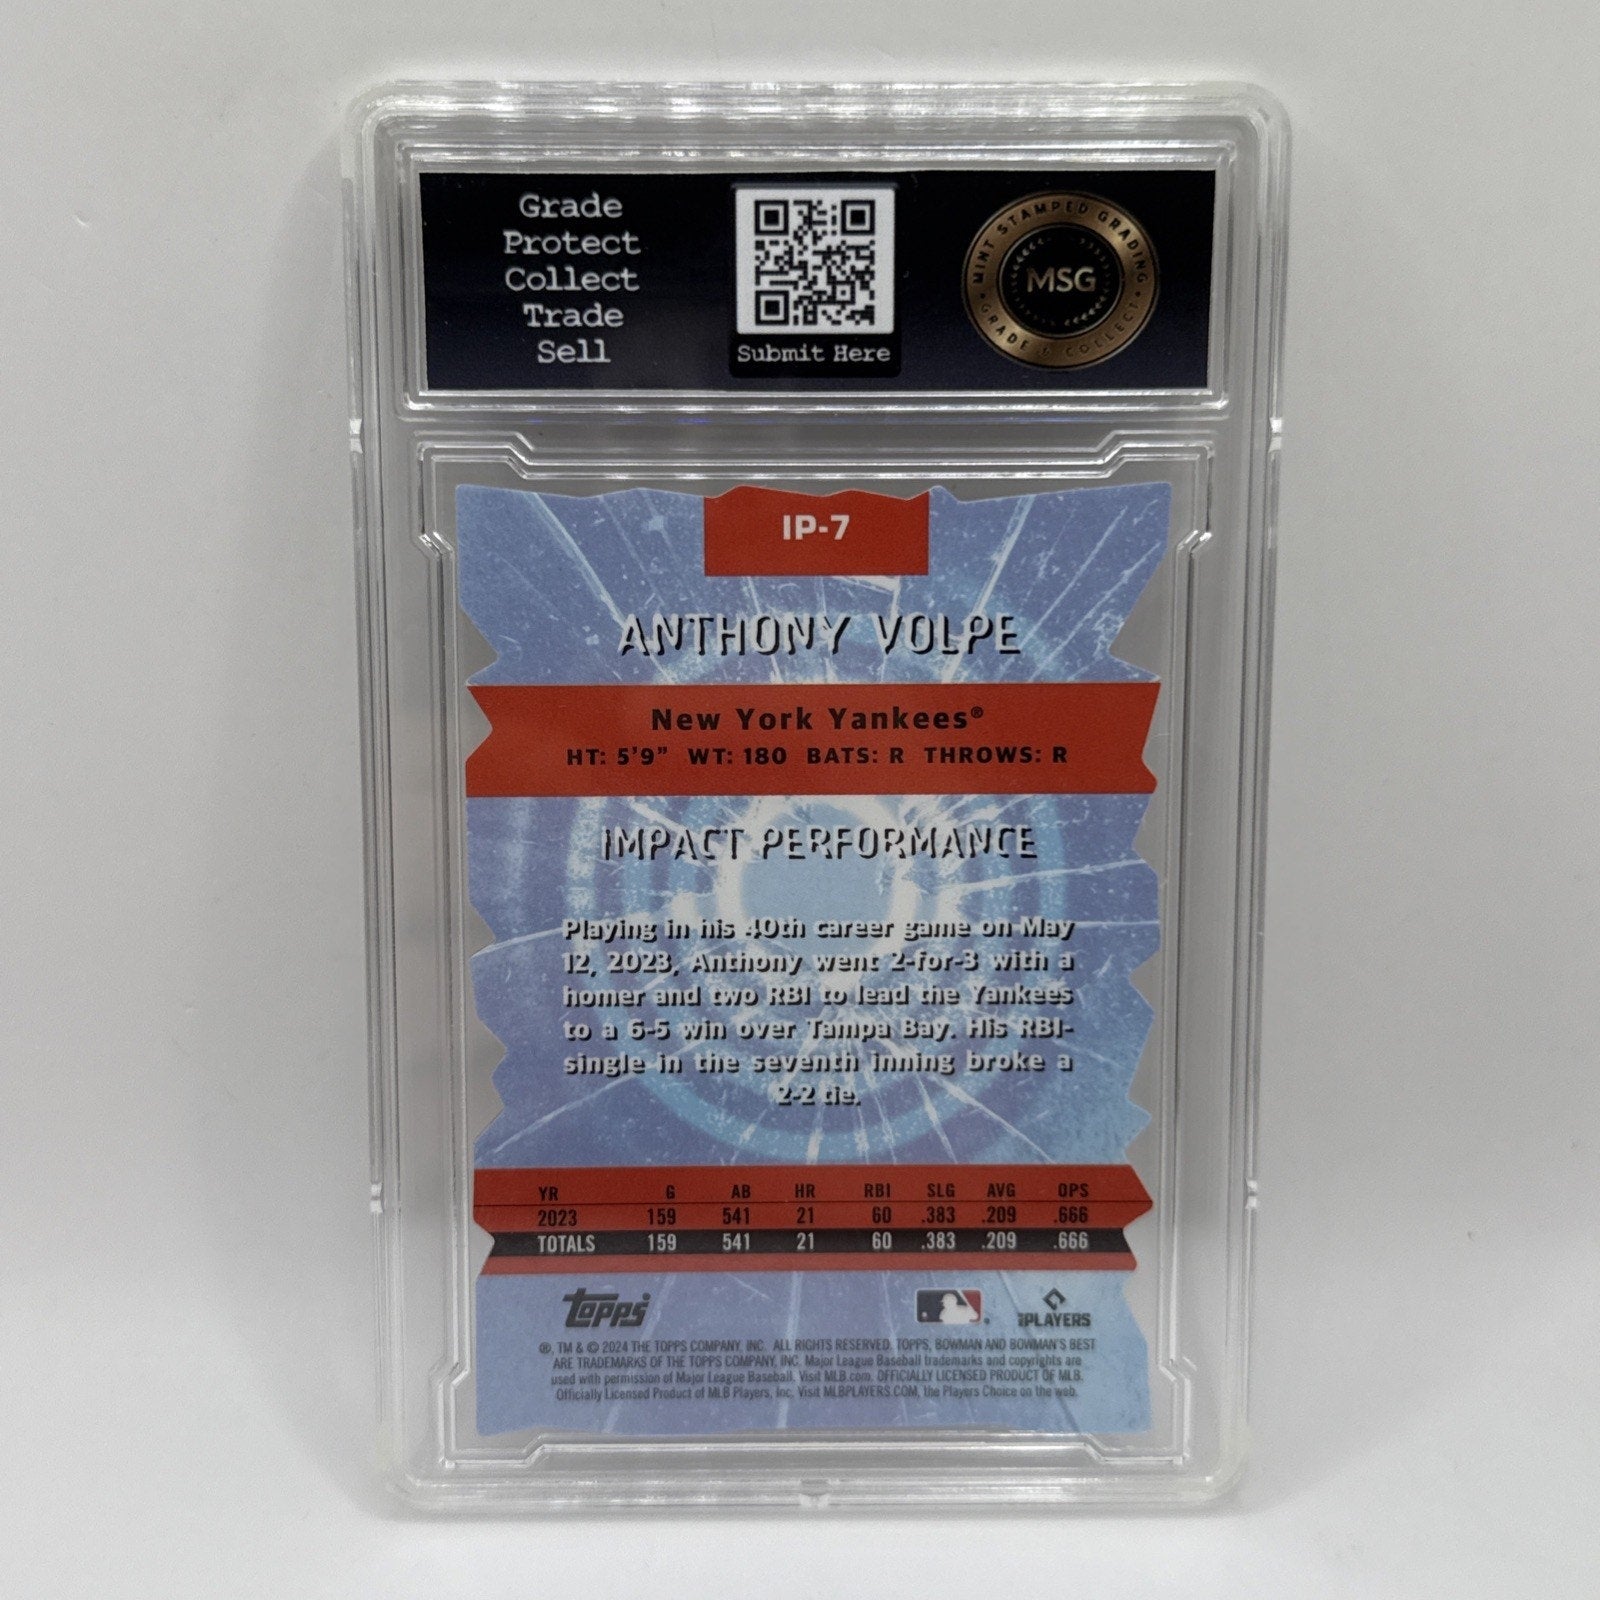 Grade
Protect
Collect
Trade
Sell
Submit Here
MINT STAMPED GRADING
MSG
GRADE & COLLECT
IP-7
ANTHONY VOLPE
New York Yankees®
HT: 5'9" WT: 180 BATS: R THROWS: R
IMPACT PERFORMANCE
Playing in his 40th career game on May
12, 2023, Anthony went 2-for-3 with a
homer and two RBI to lead the Yankees
to a 6-5 win over Tampa Bay. His RBI-
single in the seventh inning broke a
2-2 tie.
YR G AB HR RBI SLG AVG OPS
2023 159 541 21 60 .383 .209 .666
TOTALS 159 541 21 60 .383 .209 .666
Topps
PLAYERS
®, TM & © 2024 THE TOPPS COMPANY, INC. ALL RIGHTS RESERVED. TOPPS, BOWMAN AND BOWMAN'S BEST
ARE TRADEMARKS OF THE TOPPS COMPANY, INC. Major League Baseball trademarks and copyrights are
used with permission of Major League Baseball. Visit MLB.com. OFFICIALLY LICENSED PRODUCT OF MLB
Officially Licensed Product of MLB Players, Inc. Visit MLBPLAYERS.COM, the Players Choice on the web.